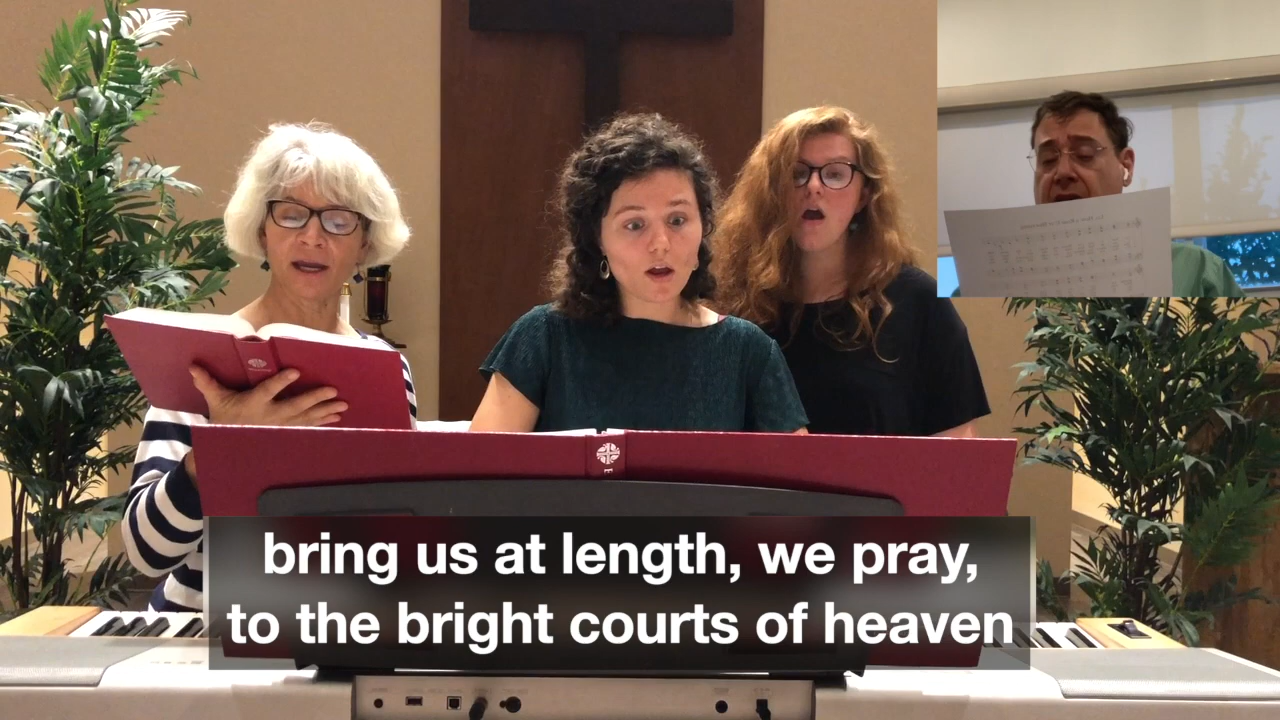 bring us at length, we pray,
to the bright courts of heaven